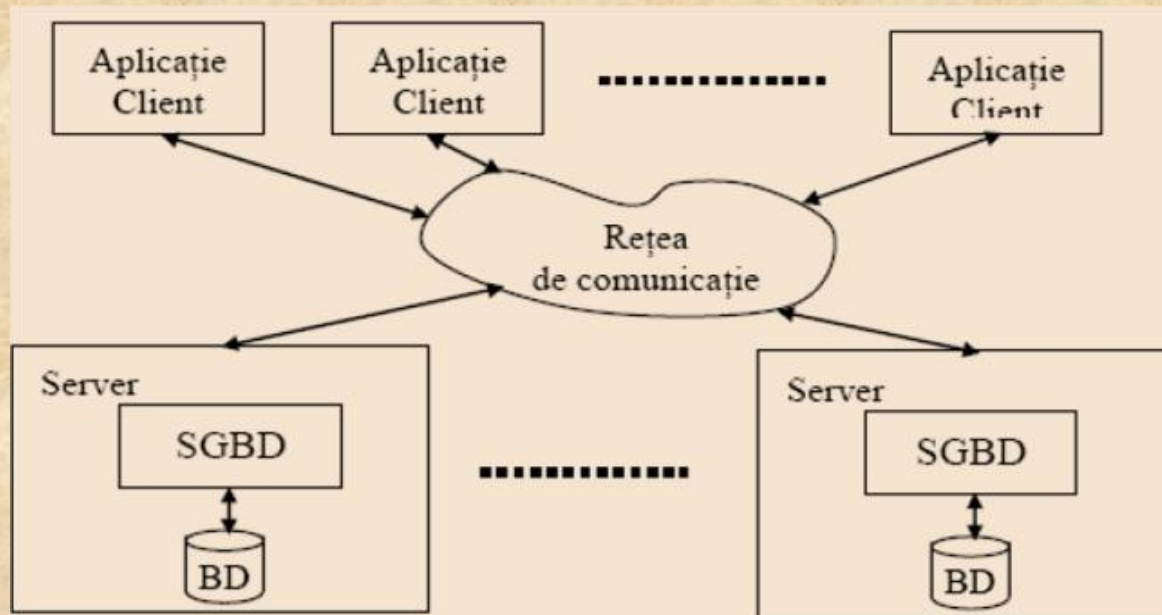 Aplicație
Client
Aplicație
Client
Aplicație
Client
Rețea
de comunicație
Server
SGBD
BD
Server
SGBD
BD